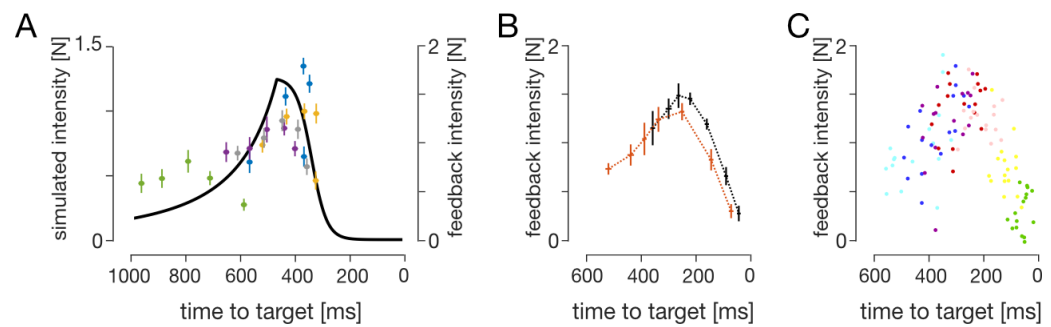 A
simulated intensity [N]
1.5
0
feedback intensity [N]
2
0
1000 800 600 400 200 0
time to target [ms]
B
2
0
600 400 200 0
time to target [ms]
C
feedback intensity [N]
2
0
600 400 200 0
time to target [ms]